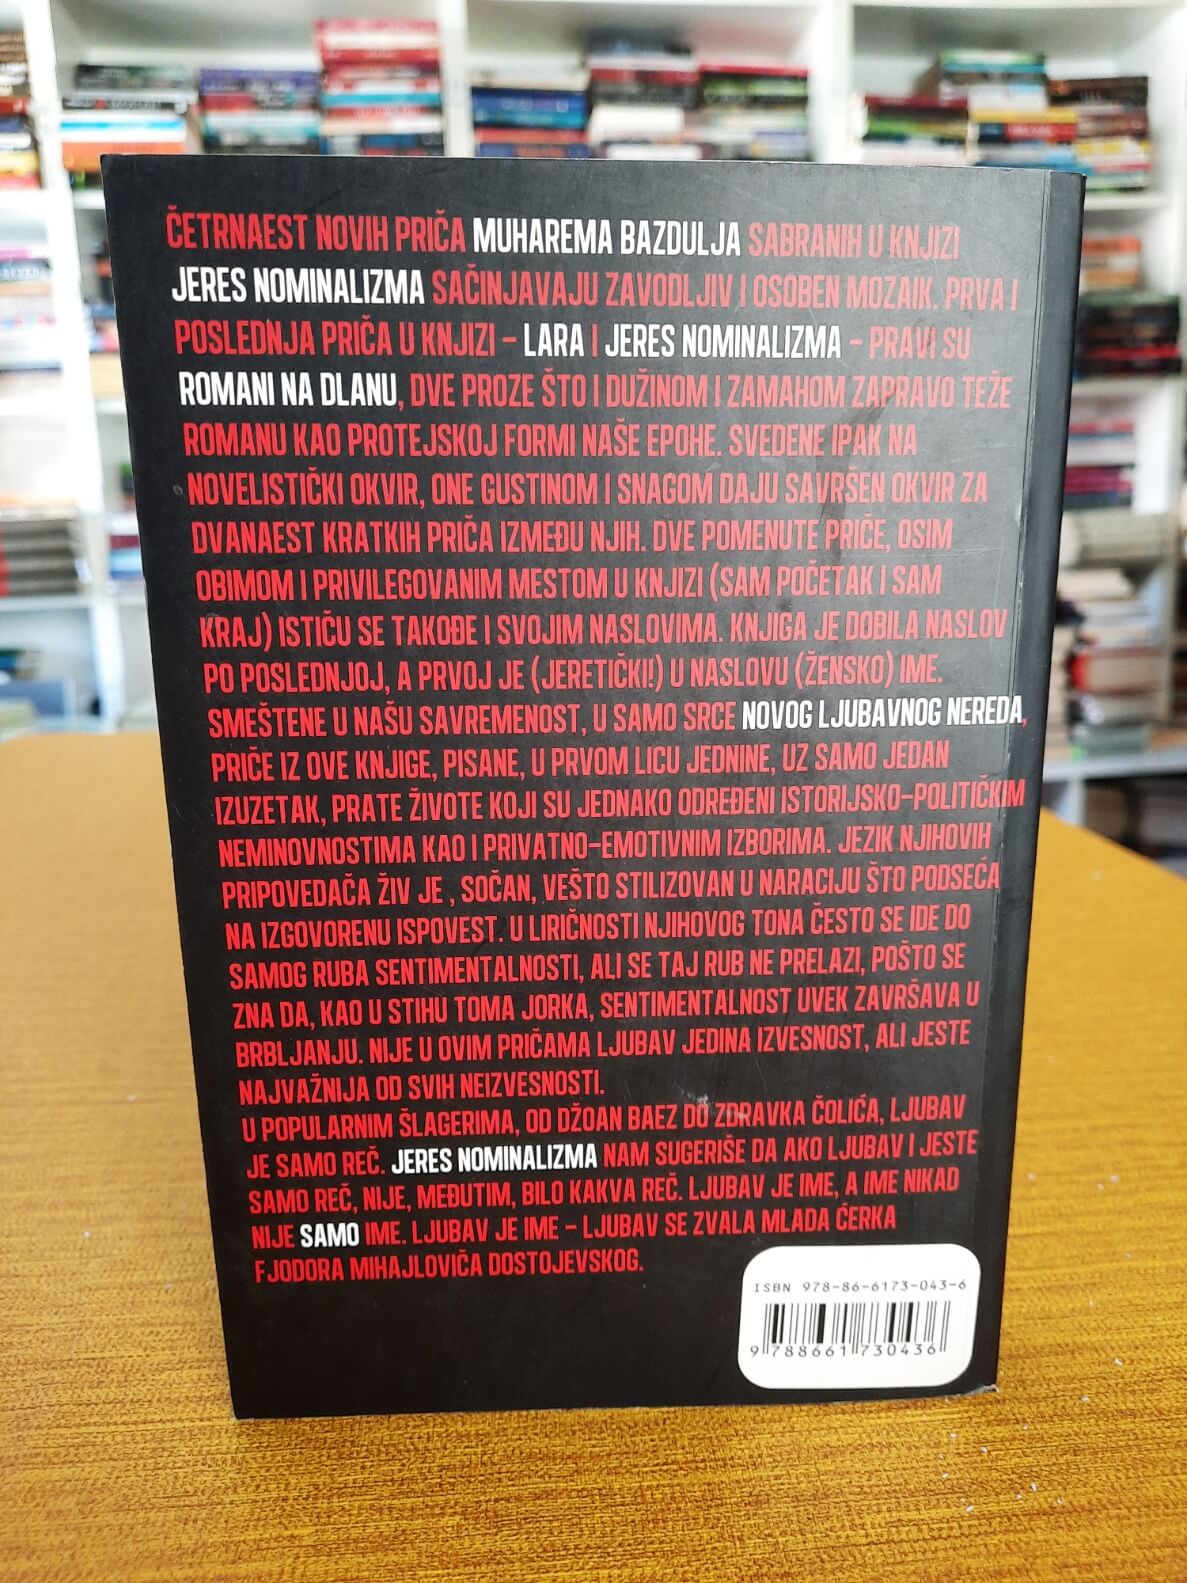 ČETRNAEST NOVIH PRIČA MUHAREMA BAZDULJA SABRANIH U KNJIZI
JERES NOMINALIZMA SAČINJAVAJU ZAVODLJIV I OSOBEN MOZAIK. PRVA I
POSLEDNJA PRIČA U KNJIZI – LARA I JERES NOMINALIZMA – PRAVI SU
ROMANI NA DLANU, DVE PROZE ŠTO I DUŽINOM I ZAMAHOM ZAPRAVO TEŽE
ROMANU KAO PROTEJSKOJ FORMI NAŠE EPOHE. SVEDENE IPAK NA
NOVELISTIČKI OKVIR, ONE GUSTINOM I SNAGOM DAJU SAVRŠEN OKVIR ZA
DVANAEST KRATKIH PRIČA IZMEĐU NJIH. DVE POMENUTE PRIČE, OSIM
OBIMOM I PRIVILEGOVANIM MESTOM U KNJIZI (SAM POČETAK I SAM
KRAJ) ISTIČU SE TAKOĐE I SVOJIM NASLOVIMA. KNJIGA JE DOBILA NASLOV
PO POSLEDNJOJ, A PRVOJ JE (JERETIČKI!) U NASLOVU (ŽENSKO) IME.
SMEŠTENE U NAŠU SAVREMENOST, U SAMO SRCE NOVOG LJUBAVNOG NEREDA,
PRIČE IZ OVE KNJIGE, PISANE, U PRVOM LICU JEDNINE, UZ SAMO JEDAN
IZUZETAK, PRATE ŽIVOTE KOJI SU JEDNAKO ODREĐENI ISTORIJSKO-POLITIČKIM
NEMINOVNOSTIMA KAO I PRIVATNO-EMOTIVNIM IZBORIMA. JEZIK NJIHOVIH
PRIPOVEDAČA ŽIV JE , SOČAN, VEŠTO STILIZOVAN U NARACIJU ŠTO PODSEĆA
NA IZGOVORENU ISPOVEST. U LIRIČNOSTI NJIHOVOG TONA ČESTO SE IDE DO
SAMOG RUBA SENTIMENTALNOSTI, ALI SE TAJ RUB NE PRELAZI, POŠTO SE
ZNA DA, KAO U STIHU TOMA JORKA, SENTIMENTALNOST UVEK ZAVRŠAVA U
BRBLJANJU. NIJE U OVIM PRIČAMA LJUBAV JEDINA IZVESNOST, ALI JESTE
NAJVAŽNIJA OD SVIH NEIZVESNOSTI.
U POPULARNIM ŠLAGERIMA, OD DŽOAN BAEZ DO ZDRAVKA ČOLIĆA, LJUBAV
JE SAMO REČ. JERES NOMINALIZMA NAM SUGERIŠE DA AKO LJUBAV I JESTE
SAMO REČ, NIJE, MEĐUTIM, BILO KAKVA REČ. LJUBAV JE IME, A IME NIKAD
NIJE SAMO IME. LJUBAV JE IME – LJUBAV SE ZVALA MLADA ĆERKA
FJODORA MIHAJLOVIČA DOSTOJEVSKOG.
ISBN 978-86-6173-043-6
9 788661 730436